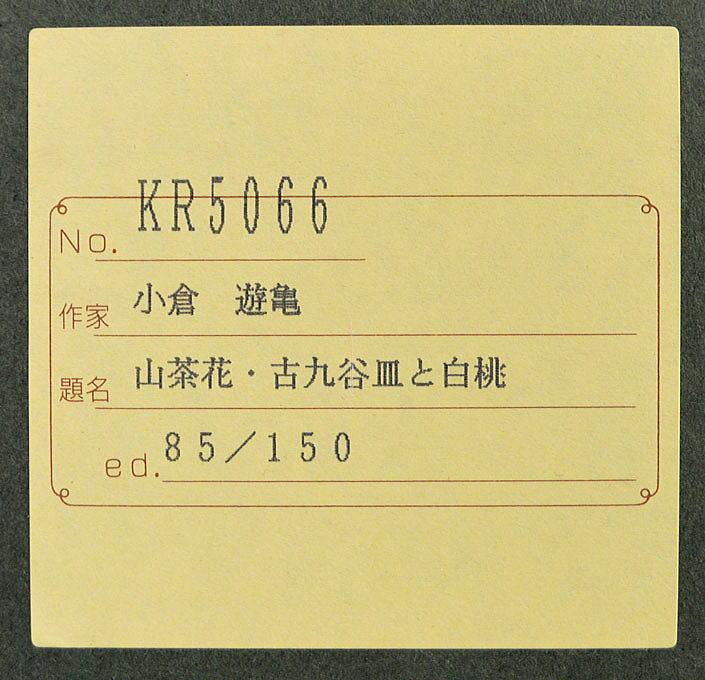 No. KR5066
作家 小倉　遊亀
題名 山茶花・古九谷皿と白桃
ed. 85／150